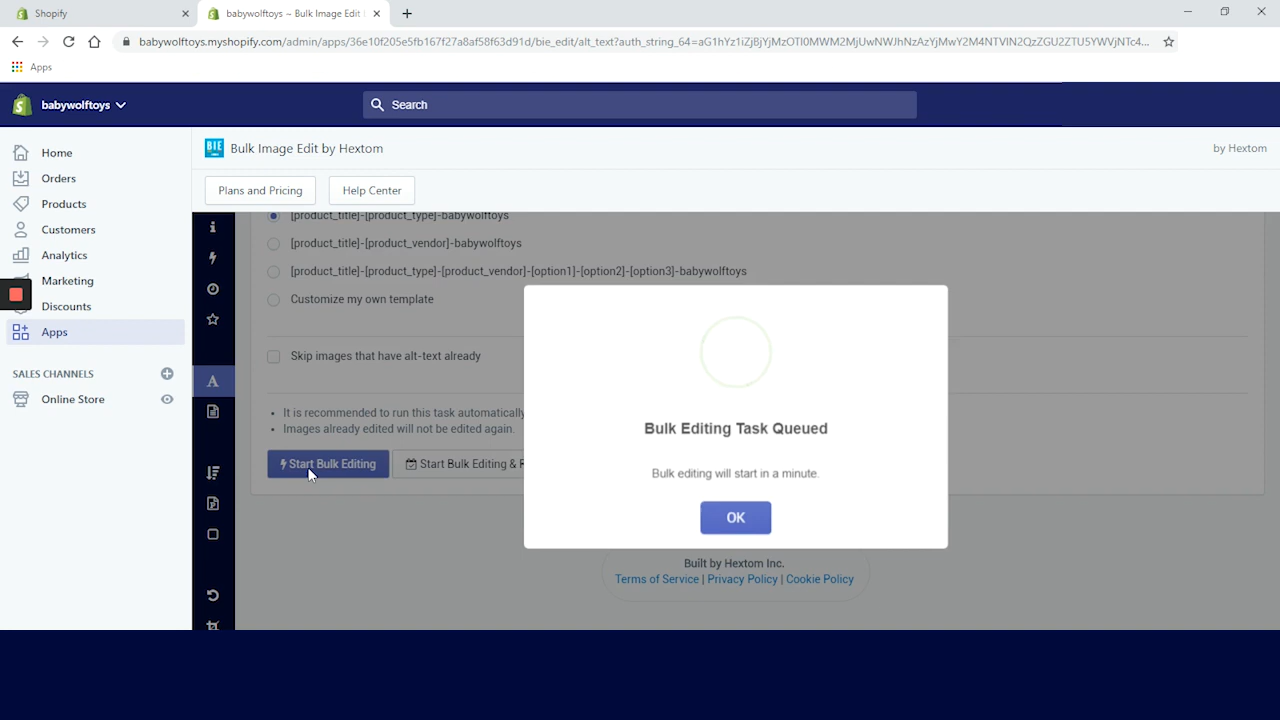 Shopify
babywolftoys ~ Bulk Image Edit
babywolftoys.myshopify.com/admin/apps/36e10f205e5fb167f27a8af58f63d91d/bie_edit/alt_text?auth_string_64=aG1hYz1iZjBjYjMzOTI0MWM2MjUwNWJhNzAzYjMwY2M4NTVlN2QzZGU2ZTU5YWVjNTc4...
Apps
babywolftoys
Search
Home
Orders
Products
Customers
Analytics
Marketing
Discounts
Apps
SALES CHANNELS
Online Store
BIE
Bulk Image Edit by Hextom
by Hextom
Plans and Pricing
Help Center
[product_title]-[product_type]-babywolftoys
[product_title]-[product_vendor]-babywolftoys
[product_title]-[product_type]-[product_vendor]-[option1]-[option2]-[option3]-babywolftoys
Customize my own template
Skip images that have alt-text already
• It is recommended to run this task automatically
• Images already edited will not be edited again.
Start Bulk Editing
Start Bulk Editing &
Bulk Editing Task Queued
Bulk editing will start in a minute.
OK
Built by Hextom Inc.
Terms of Service | Privacy Policy | Cookie Policy